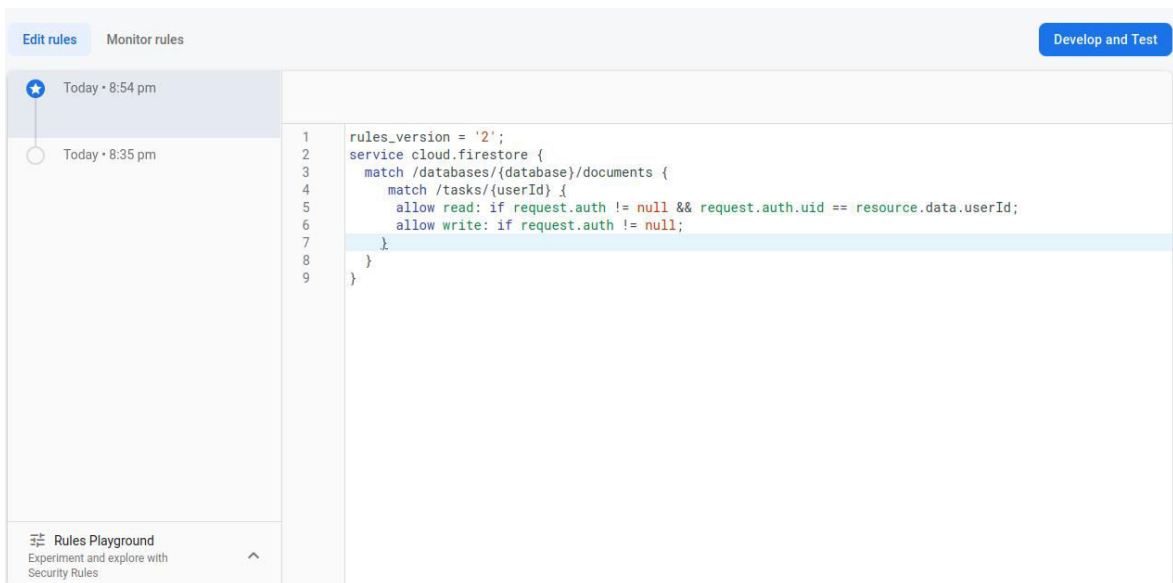 Edit rules
Monitor rules
Develop and Test
Today • 8:54 pm
Today • 8:35 pm
1 rules_version = '2';
2 service cloud.firestore {
3 match /databases/{database}/documents {
4 match /tasks/{userId} {
5 allow read: if request.auth != null && request.auth.uid == resource.data.userId;
6 allow write: if request.auth != null;
7 }
8 }
9 }
Rules Playground
Experiment and explore with
Security Rules